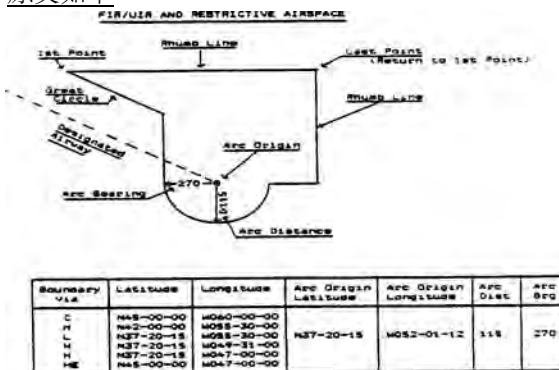 原文如下
FIR/UIR AND RESTRICTIVE AIRSPACE
1st Point
Rhumb Line
Last Point
(Return to 1st Point)
Great
Circle
Rhumb Line
Designated
Airway
Arc Origin
Arc Bearing
270
D115
Arc Distance
Boundary Via Latitude Longitude Arc Origin Latitude Arc Origin Longitude Arc Dist Arc Brg
G N45-00-00 W060-00-00
H N42-00-00 W055-30-00
L N37-20-15 W055-30-00 N37-20-15 W052-01-12 115 270
H N37-20-15 W049-31-00
H N37-20-15 W047-00-00
HE N45-00-00 W047-00-00